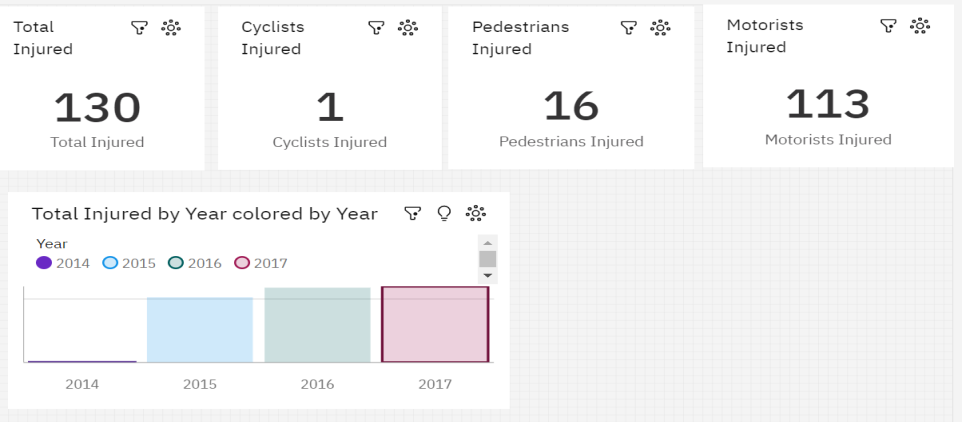 Total
Injured
130
Total Injured
Cyclists
Injured
1
Cyclists Injured
Pedestrians
Injured
16
Pedestrians Injured
Motorists
Injured
113
Motorists Injured
Total Injured by Year colored by Year
Year
2014 2015 2016 2017
2014 2015 2016 2017